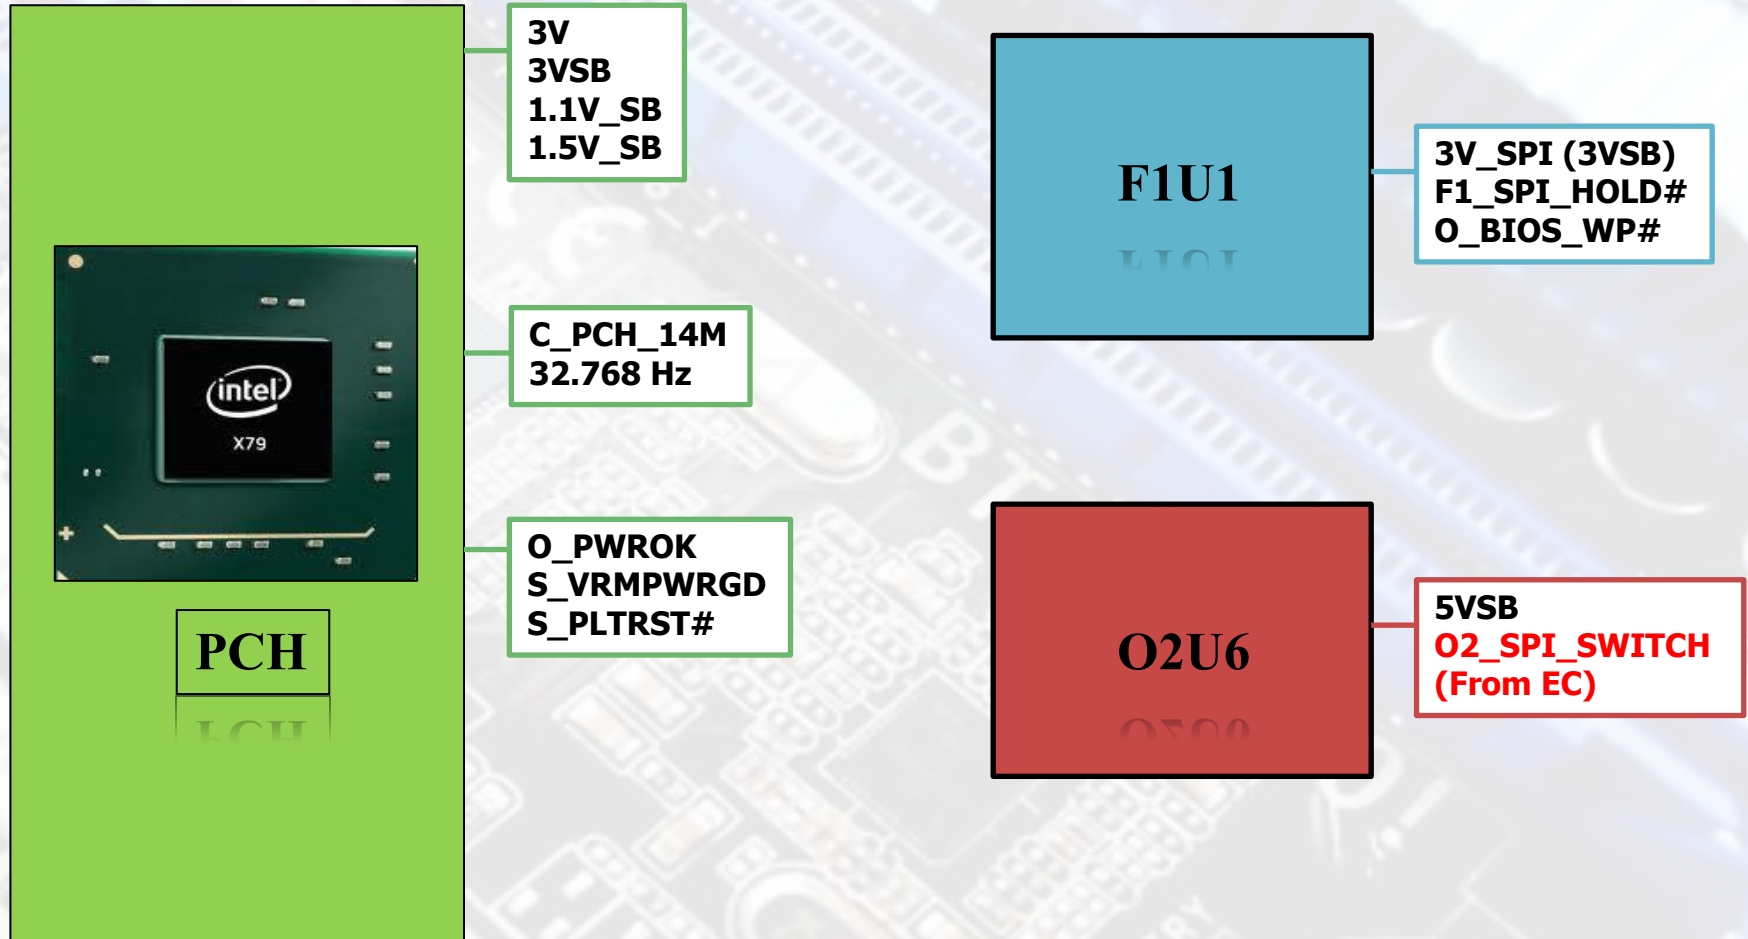 3V
3VSB
1.1V_SB
1.5V_SB
intel
X79
C_PCH_14M
32.768 Hz
O_PWROK
S_VRMPWRGD
S_PLTRST#
PCH
F1U1
3V_SPI (3VSB)
F1_SPI_HOLD#
O_BIOS_WP#
O2U6
5VSB
O2_SPI_SWITCH
(From EC)
BT